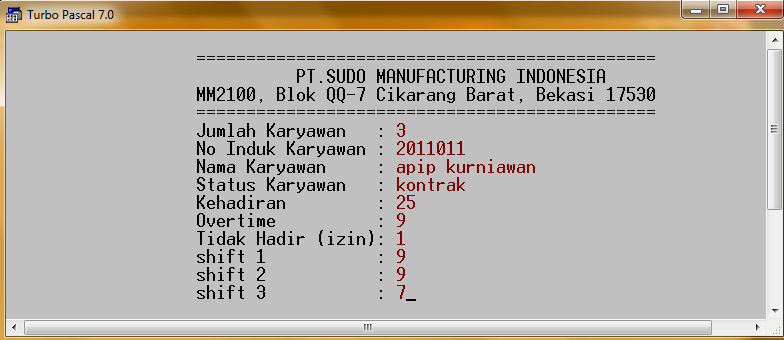 Turbo Pascal 7.0
==============================================
PT.SUDO MANUFACTURING INDONESIA
MM2100, Blok QQ-7 Cikarang Barat, Bekasi 17530
==============================================
Jumlah Karyawan   : 3
No Induk Karyawan : 2011011
Nama Karyawan     : apip kurniawan
Status Karyawan   : kontrak
Kehadiran         : 25
Overtime          : 9
Tidak Hadir (izin): 1
shift 1           : 9
shift 2           : 9
shift 3           : 7_